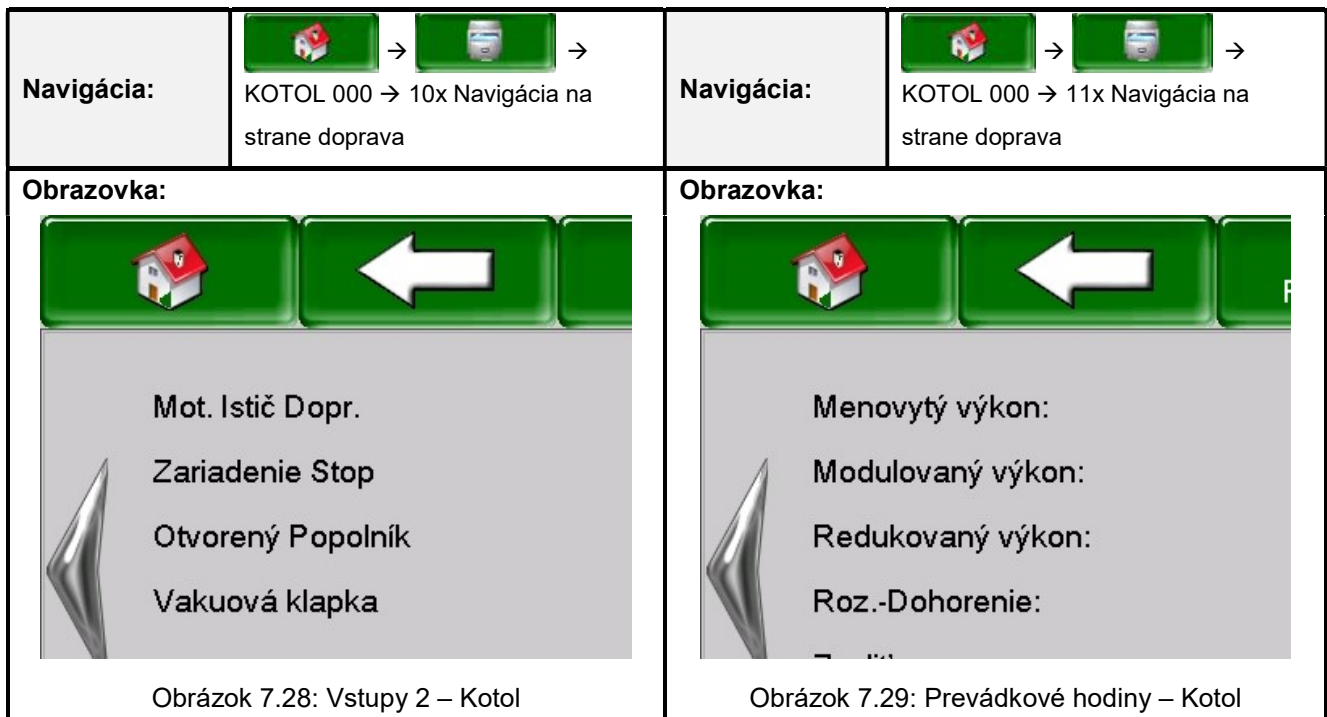 Navigácia:
→ →
KOTOL 000 → 10x Navigácia na
strane doprava
Navigácia:
→ →
KOTOL 000 → 11x Navigácia na
strane doprava
Obrazovka:
Mot. Istič Dopr.
Zariadenie Stop
Otvorený Popolník
Vakuová klapka
Obrázok 7.28: Vstupy 2 – Kotol
Obrazovka:
Menovytý výkon:
Modulovaný výkon:
Redukovaný výkon:
Roz.-Dohorenie:
Obrázok 7.29: Prevádkové hodiny – Kotol